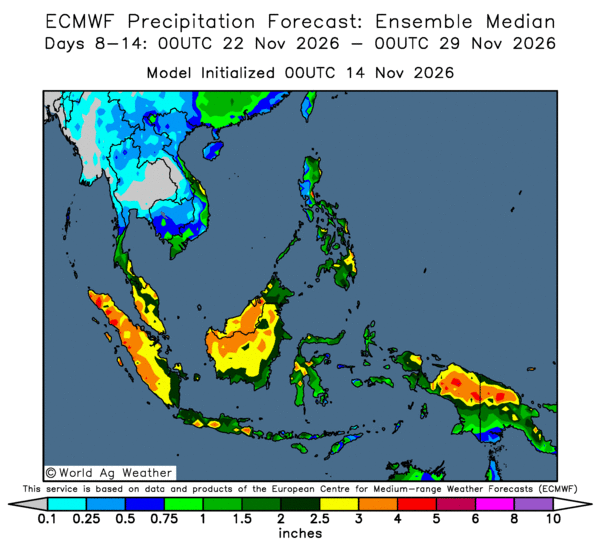 ECMWF Precipitation Forecast: Ensemble Median
Days 8-14: 00UTC 22 Nov 2026 - 00UTC 29 Nov 2026
Model Initialized 00UTC 14 Nov 2026
© World Ag Weather
This service is based on data and products of the European Centre for Medium-range Weather Forecasts (ECMWF)
0.1 0.25 0.5 0.75 1 1.5 2 2.5 3 4 5 6 8 10
inches